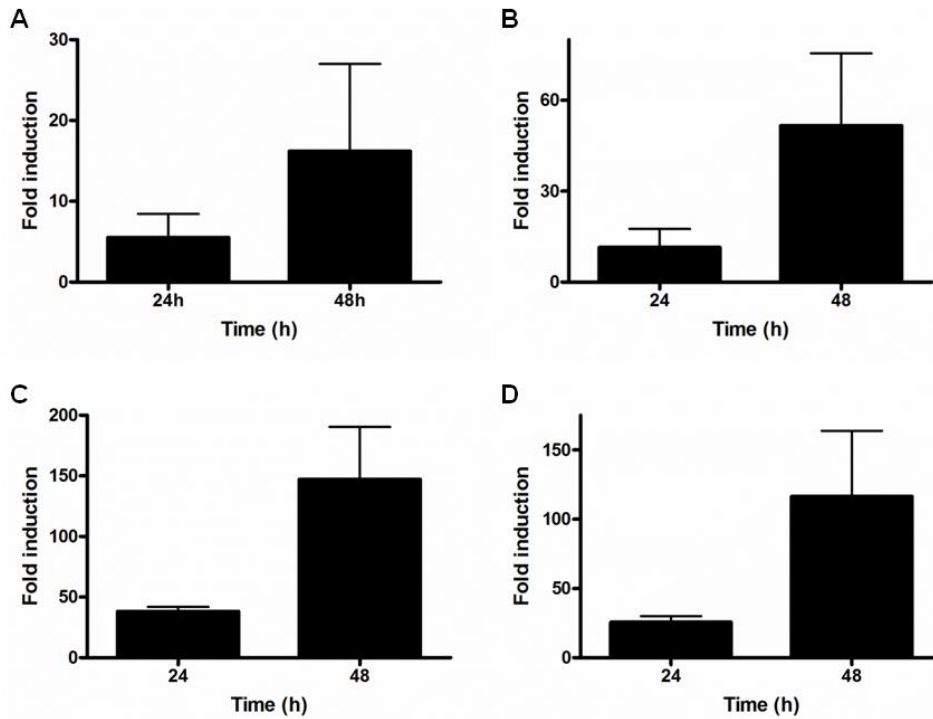 A
Fold induction
30
20
10
0
24h 48h
Time (h)
B
Fold induction
60
30
0
24 48
Time (h)
C
Fold induction
200
150
100
50
0
24 48
Time (h)
D
Fold induction
150
100
50
0
24 48
Time (h)